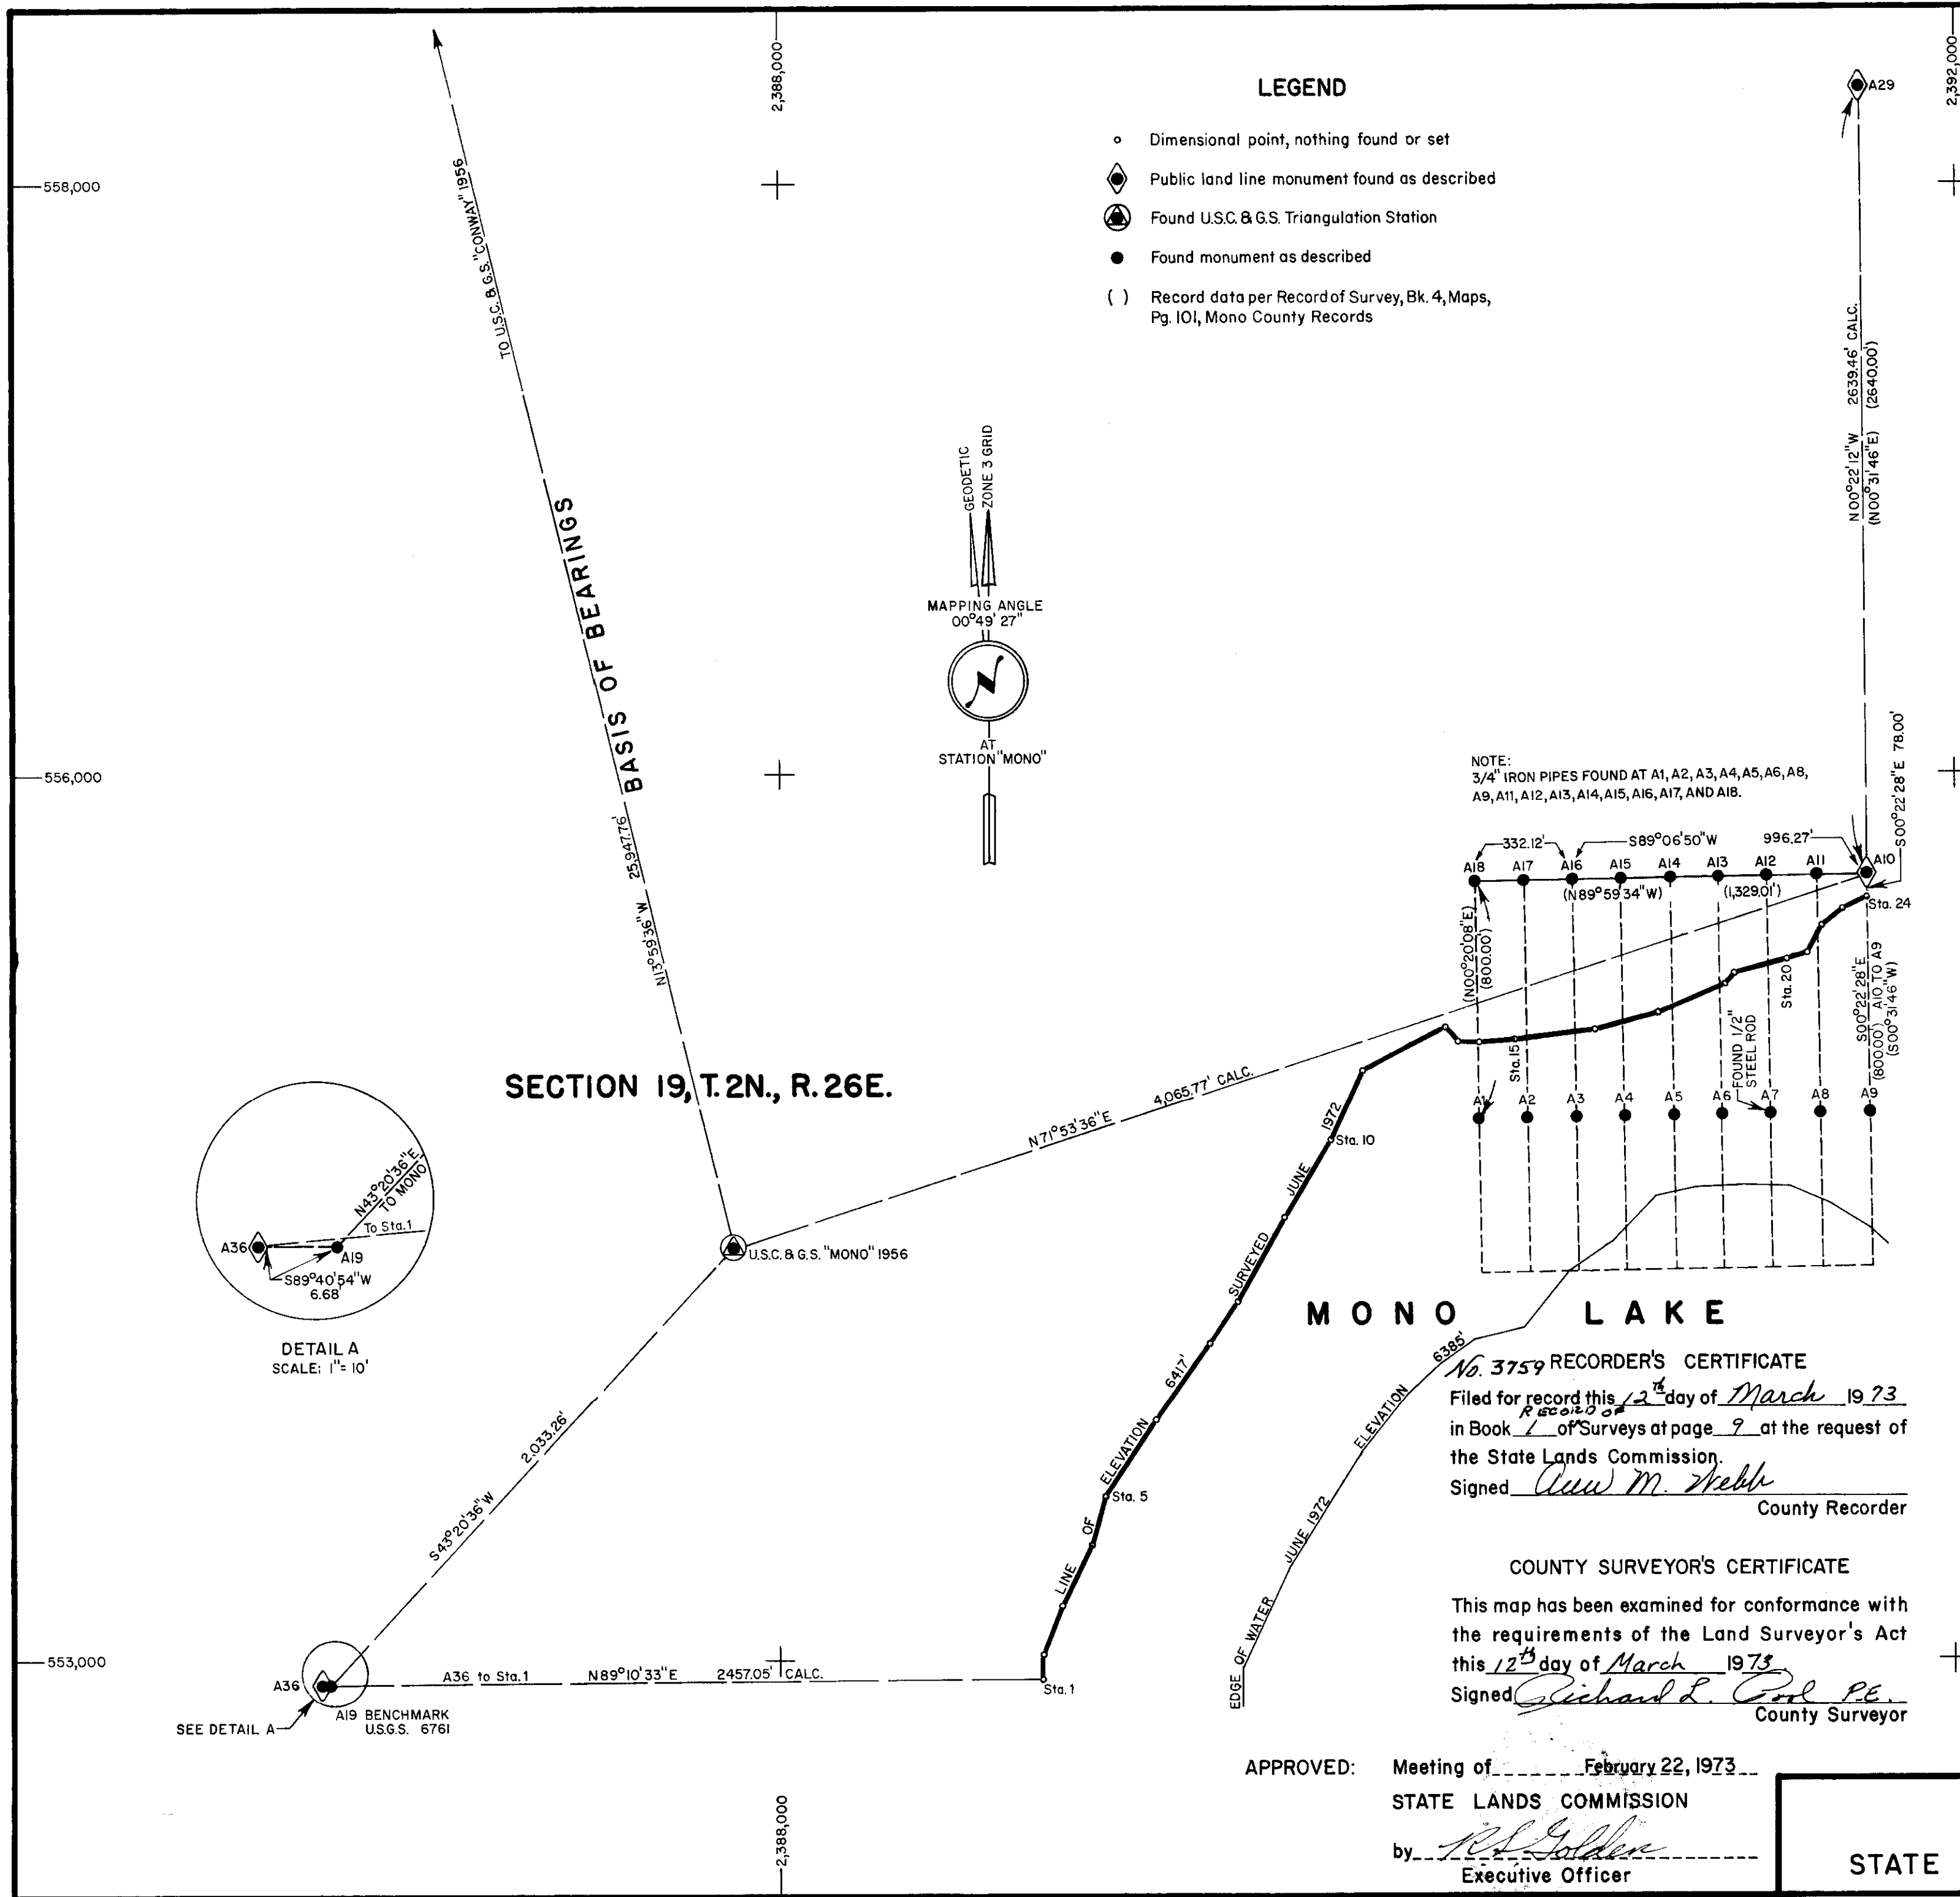 2,388,000
2,392,000
LEGEND
Dimensional point, nothing found or set
Public land line monument found as described
Found U.S.C. & G.S. Triangulation Station
Found monument as described
( ) Record data per Record of Survey, Bk. 4, Maps,
Pg. 101, Mono County Records
A29
558,000
TO U.S.C. & G.S. "CONWAY" 1956
BASIS OF BEARINGS
N13°59'36" W 25,947.76'
GEODETIC
ZONE 3 GRID
MAPPING ANGLE
00°49'27"
AT
STATION "MONO"
N00°22'12"W 2639.46' CALC.
(N00°31'46"E) (2640.00')
556,000
NOTE:
3/4" IRON PIPES FOUND AT A1, A2, A3, A4, A5, A6, A8,
A9, A11, A12, A13, A14, A15, A16, A17, AND A18.
S00°22'28"E 78.00'
332.12' S89°06'50"W 996.27'
A18 A17 A16 A15 A14 A13 A12 A11 A10
(N89°59'34"W) (1,329.01')
Sta. 24
(N00°20'08"E)
(800.00')
Sta. 15
Sta. 20
FOUND 1/2"
STEEL ROD
S00°22'28"E
(800.00') A10 TO A9
(S00°31'46"W)
A1 A2 A3 A4 A5 A6 A7 A8 A9
SECTION 19, T. 2N., R. 26E.
N71°53'36"E 4,065.77' CALC.
Sta. 10
U.S.C. & G.S. "MONO" 1956
N43°20'36"E
TO MONO
To Sta. 1
A36
A19
S89°40'54"W
6.68'
DETAIL A
SCALE: 1"= 10'
S43°20'36"W 2,033.26'
LINE OF ELEVATION 6417' SURVEYED JUNE 1972
Sta. 5
EDGE OF WATER JUNE 1972 ELEVATION 6385'
MONO LAKE
No. 3759 RECORDER'S CERTIFICATE
Filed for record this 12th day of March 1973
RECORD OF
in Book 1 of Surveys at page 9 at the request of
the State Lands Commission.
Signed Ann M. Webb
County Recorder
COUNTY SURVEYOR'S CERTIFICATE
This map has been examined for conformance with
the requirements of the Land Surveyor's Act
this 12th day of March 1973
Signed Richard L. Pool P.E.
County Surveyor
553,000
A36
A36 to Sta. 1 N89°10'33"E 2457.05' CALC.
Sta. 1
A19 BENCHMARK
U.S.G.S. 6761
SEE DETAIL A
2,388,000
APPROVED: Meeting of February 22, 1973
STATE LANDS COMMISSION
by R S Golden
Executive Officer
STATE